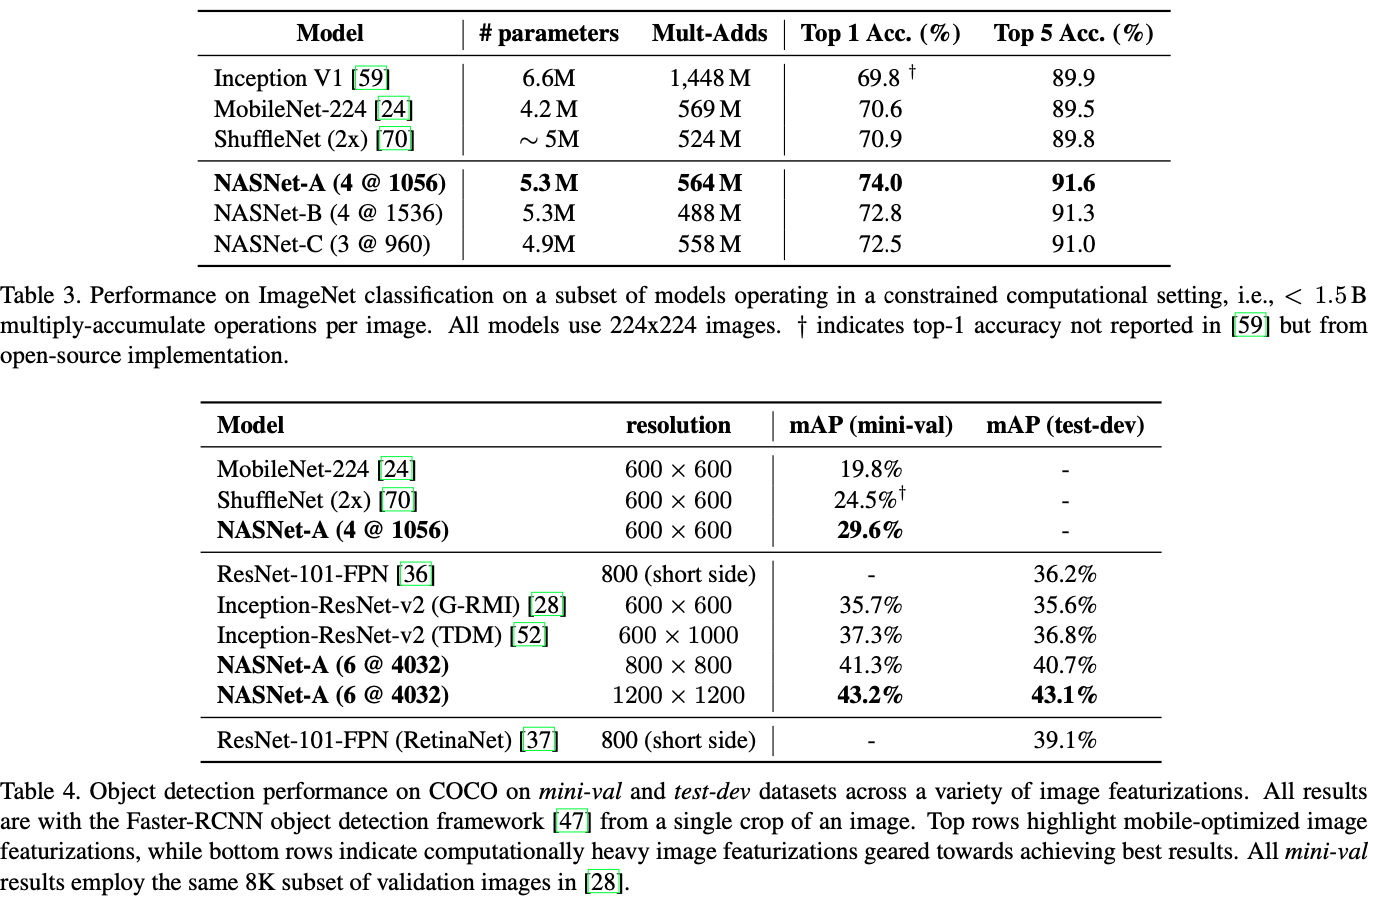 Model # parameters Mult-Adds Top 1 Acc. (%) Top 5 Acc. (%)
Inception V1 [59] 6.6M 1,448 M 69.8 † 89.9
MobileNet-224 [24] 4.2 M 569 M 70.6 89.5
ShuffleNet (2x) [70] ∼ 5M 524 M 70.9 89.8
NASNet-A (4 @ 1056) 5.3 M 564 M 74.0 91.6
NASNet-B (4 @ 1536) 5.3M 488 M 72.8 91.3
NASNet-C (3 @ 960) 4.9M 558 M 72.5 91.0
Table 3. Performance on ImageNet classification on a subset of models operating in a constrained computational setting, i.e., < 1.5 B
multiply-accumulate operations per image. All models use 224x224 images. † indicates top-1 accuracy not reported in [59] but from
open-source implementation.
Model resolution mAP (mini-val) mAP (test-dev)
MobileNet-224 [24] 600 × 600 19.8% -
ShuffleNet (2x) [70] 600 × 600 24.5%† -
NASNet-A (4 @ 1056) 600 × 600 29.6% -
ResNet-101-FPN [36] 800 (short side) - 36.2%
Inception-ResNet-v2 (G-RMI) [28] 600 × 600 35.7% 35.6%
Inception-ResNet-v2 (TDM) [52] 600 × 1000 37.3% 36.8%
NASNet-A (6 @ 4032) 800 × 800 41.3% 40.7%
NASNet-A (6 @ 4032) 1200 × 1200 43.2% 43.1%
ResNet-101-FPN (RetinaNet) [37] 800 (short side) - 39.1%
Table 4. Object detection performance on COCO on mini-val and test-dev datasets across a variety of image featurizations. All results
are with the Faster-RCNN object detection framework [47] from a single crop of an image. Top rows highlight mobile-optimized image
featurizations, while bottom rows indicate computationally heavy image featurizations geared towards achieving best results. All mini-val
results employ the same 8K subset of validation images in [28].